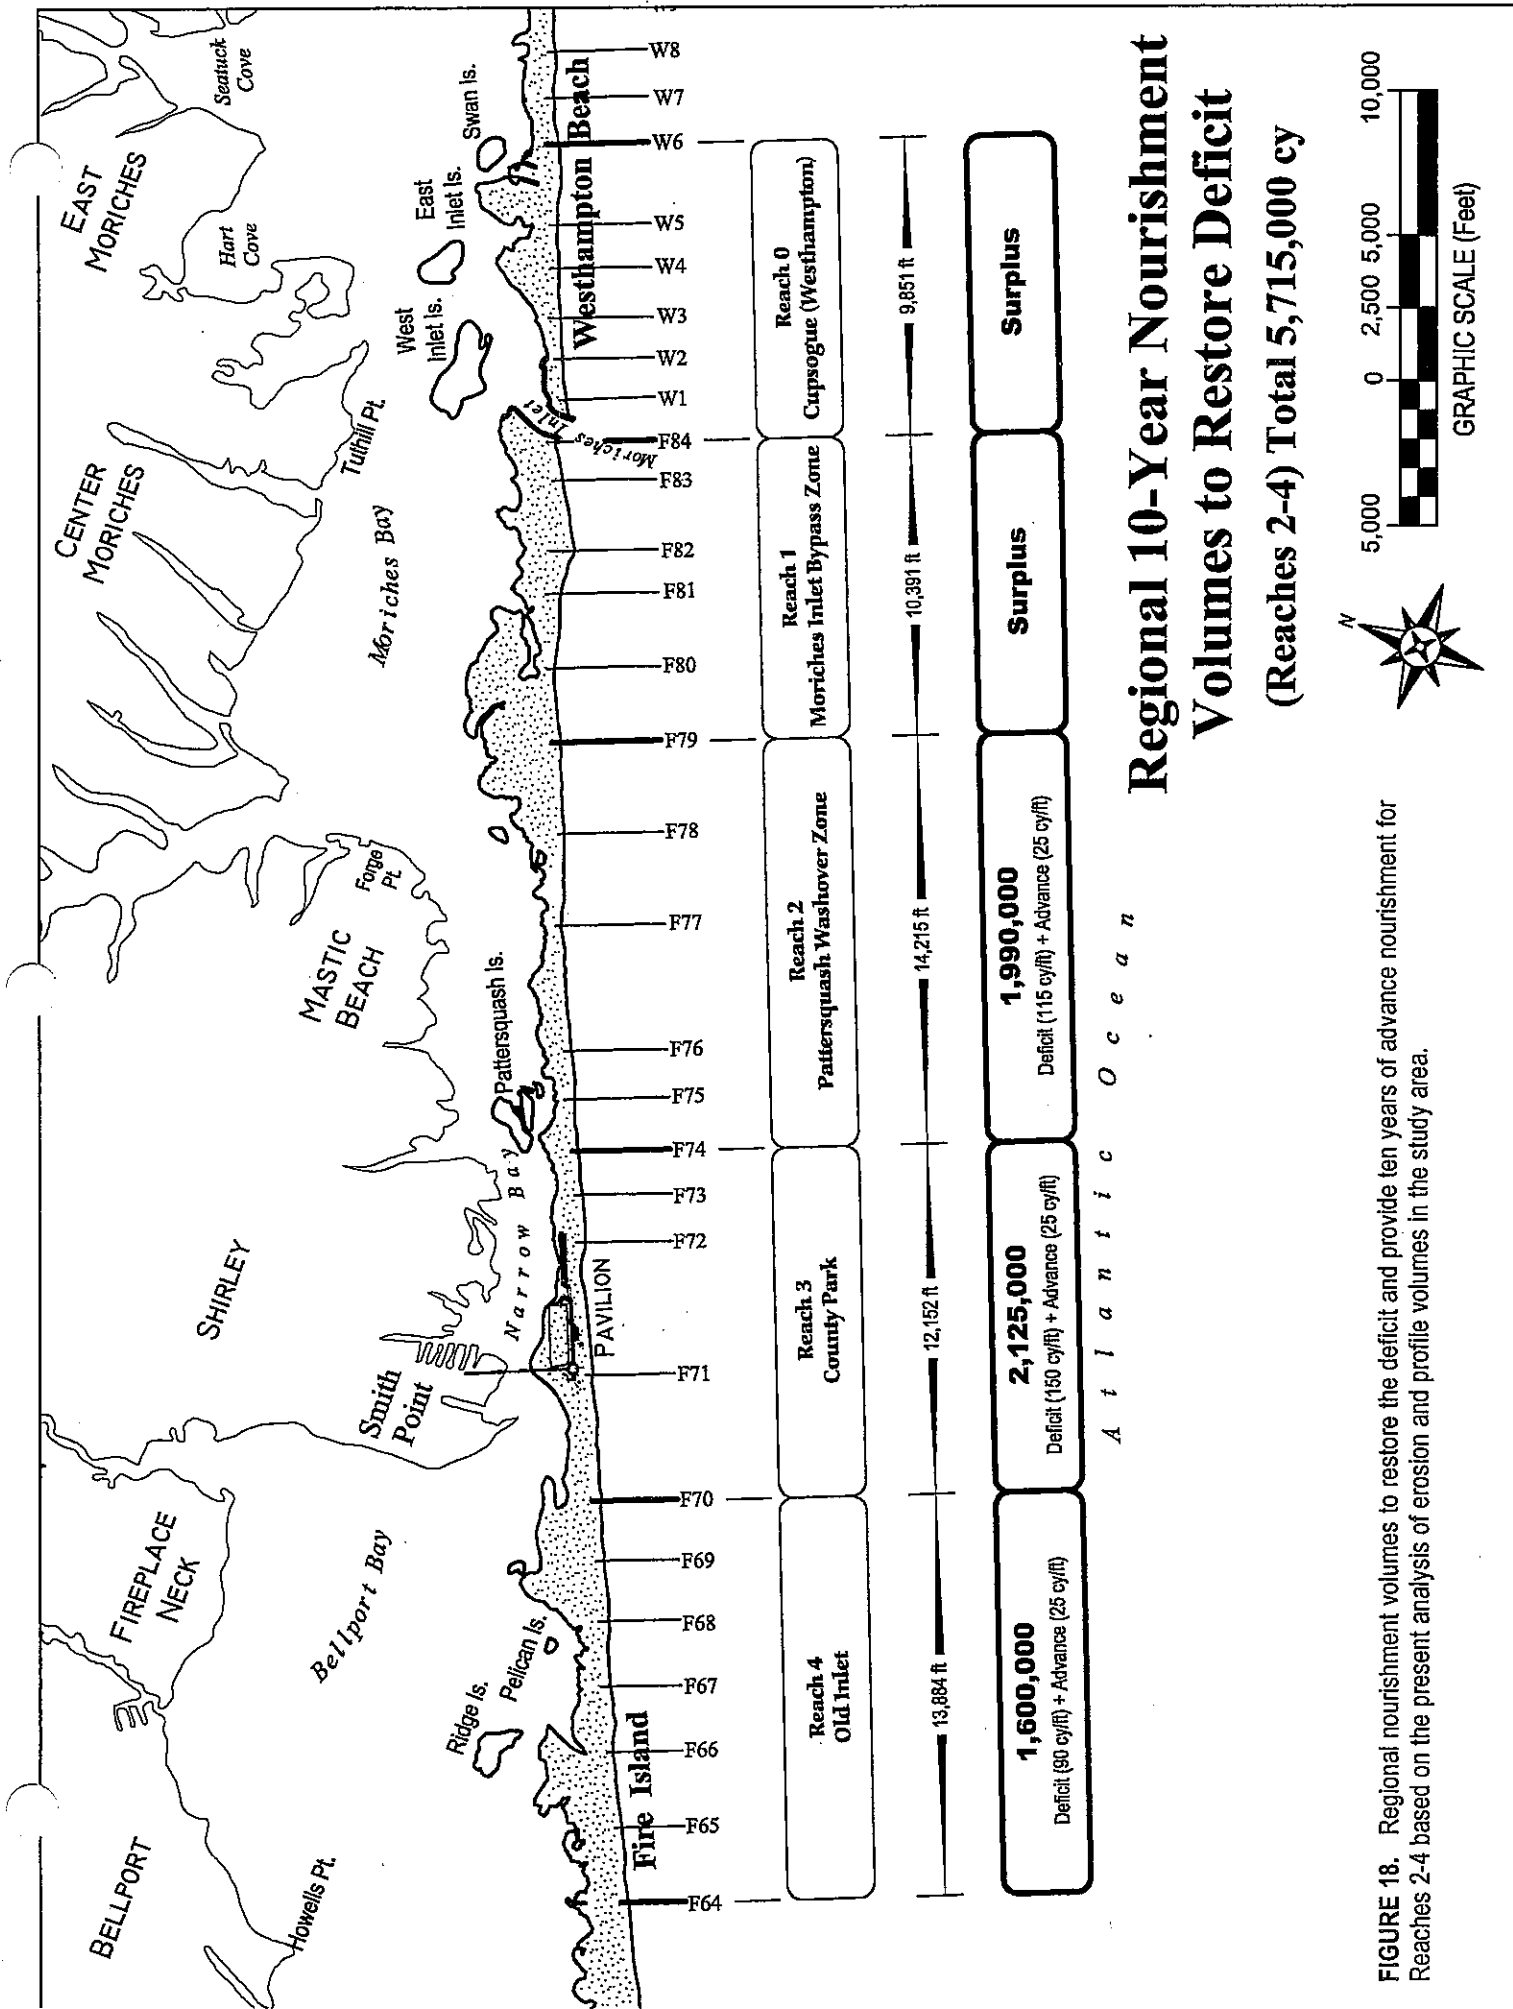 BELLPORT
Howells Pt.
FIREPLACE
NECK
Bellport Bay
Ridge Is.
Pelican Is.
SHIRLEY
Smith
Point
Narrow Bay
PAVILION
MASTIC
BEACH
Forge
Pt.
Pattersquash Is.
CENTER
MORICHES
Tuthill Pt.
Moriches Bay
EAST
MORICHES
Seatuck
Cove
Hart
Cove
West
Inlet Is.
East
Inlet Is.
Swan Is.
Moriches Inlet
Fire Island
Westhampton Beach
F64
F65
F66
F67
F68
F69
F70
F71
F72
F73
F74
F75
F76
F77
F78
F79
F80
F81
F82
F83
F84
W1
W2
W3
W4
W5
W6
W7
W8
Reach 4
Old Inlet
Reach 3
County Park
Reach 2
Pattersquash Washover Zone
Reach 1
Moriches Inlet Bypass Zone
Reach 0
Cupsogue (Westhampton)
13,884 ft
12,152 ft
14,215 ft
10,391 ft
9,851 ft
1,600,000
Deficit (90 cy/ft) + Advance (25 cy/ft)
2,125,000
Deficit (150 cy/ft) + Advance (25 cy/ft)
1,990,000
Deficit (115 cy/ft) + Advance (25 cy/ft)
Surplus
Surplus
Atlantic Ocean
Regional 10-Year Nourishment
Volumes to Restore Deficit
(Reaches 2-4) Total 5,715,000 cy
N
5,000 0 2,500 5,000 10,000
GRAPHIC SCALE (Feet)
FIGURE 18. Regional nourishment volumes to restore the deficit and provide ten years of advance nourishment for
Reaches 2-4 based on the present analysis of erosion and profile volumes in the study area.